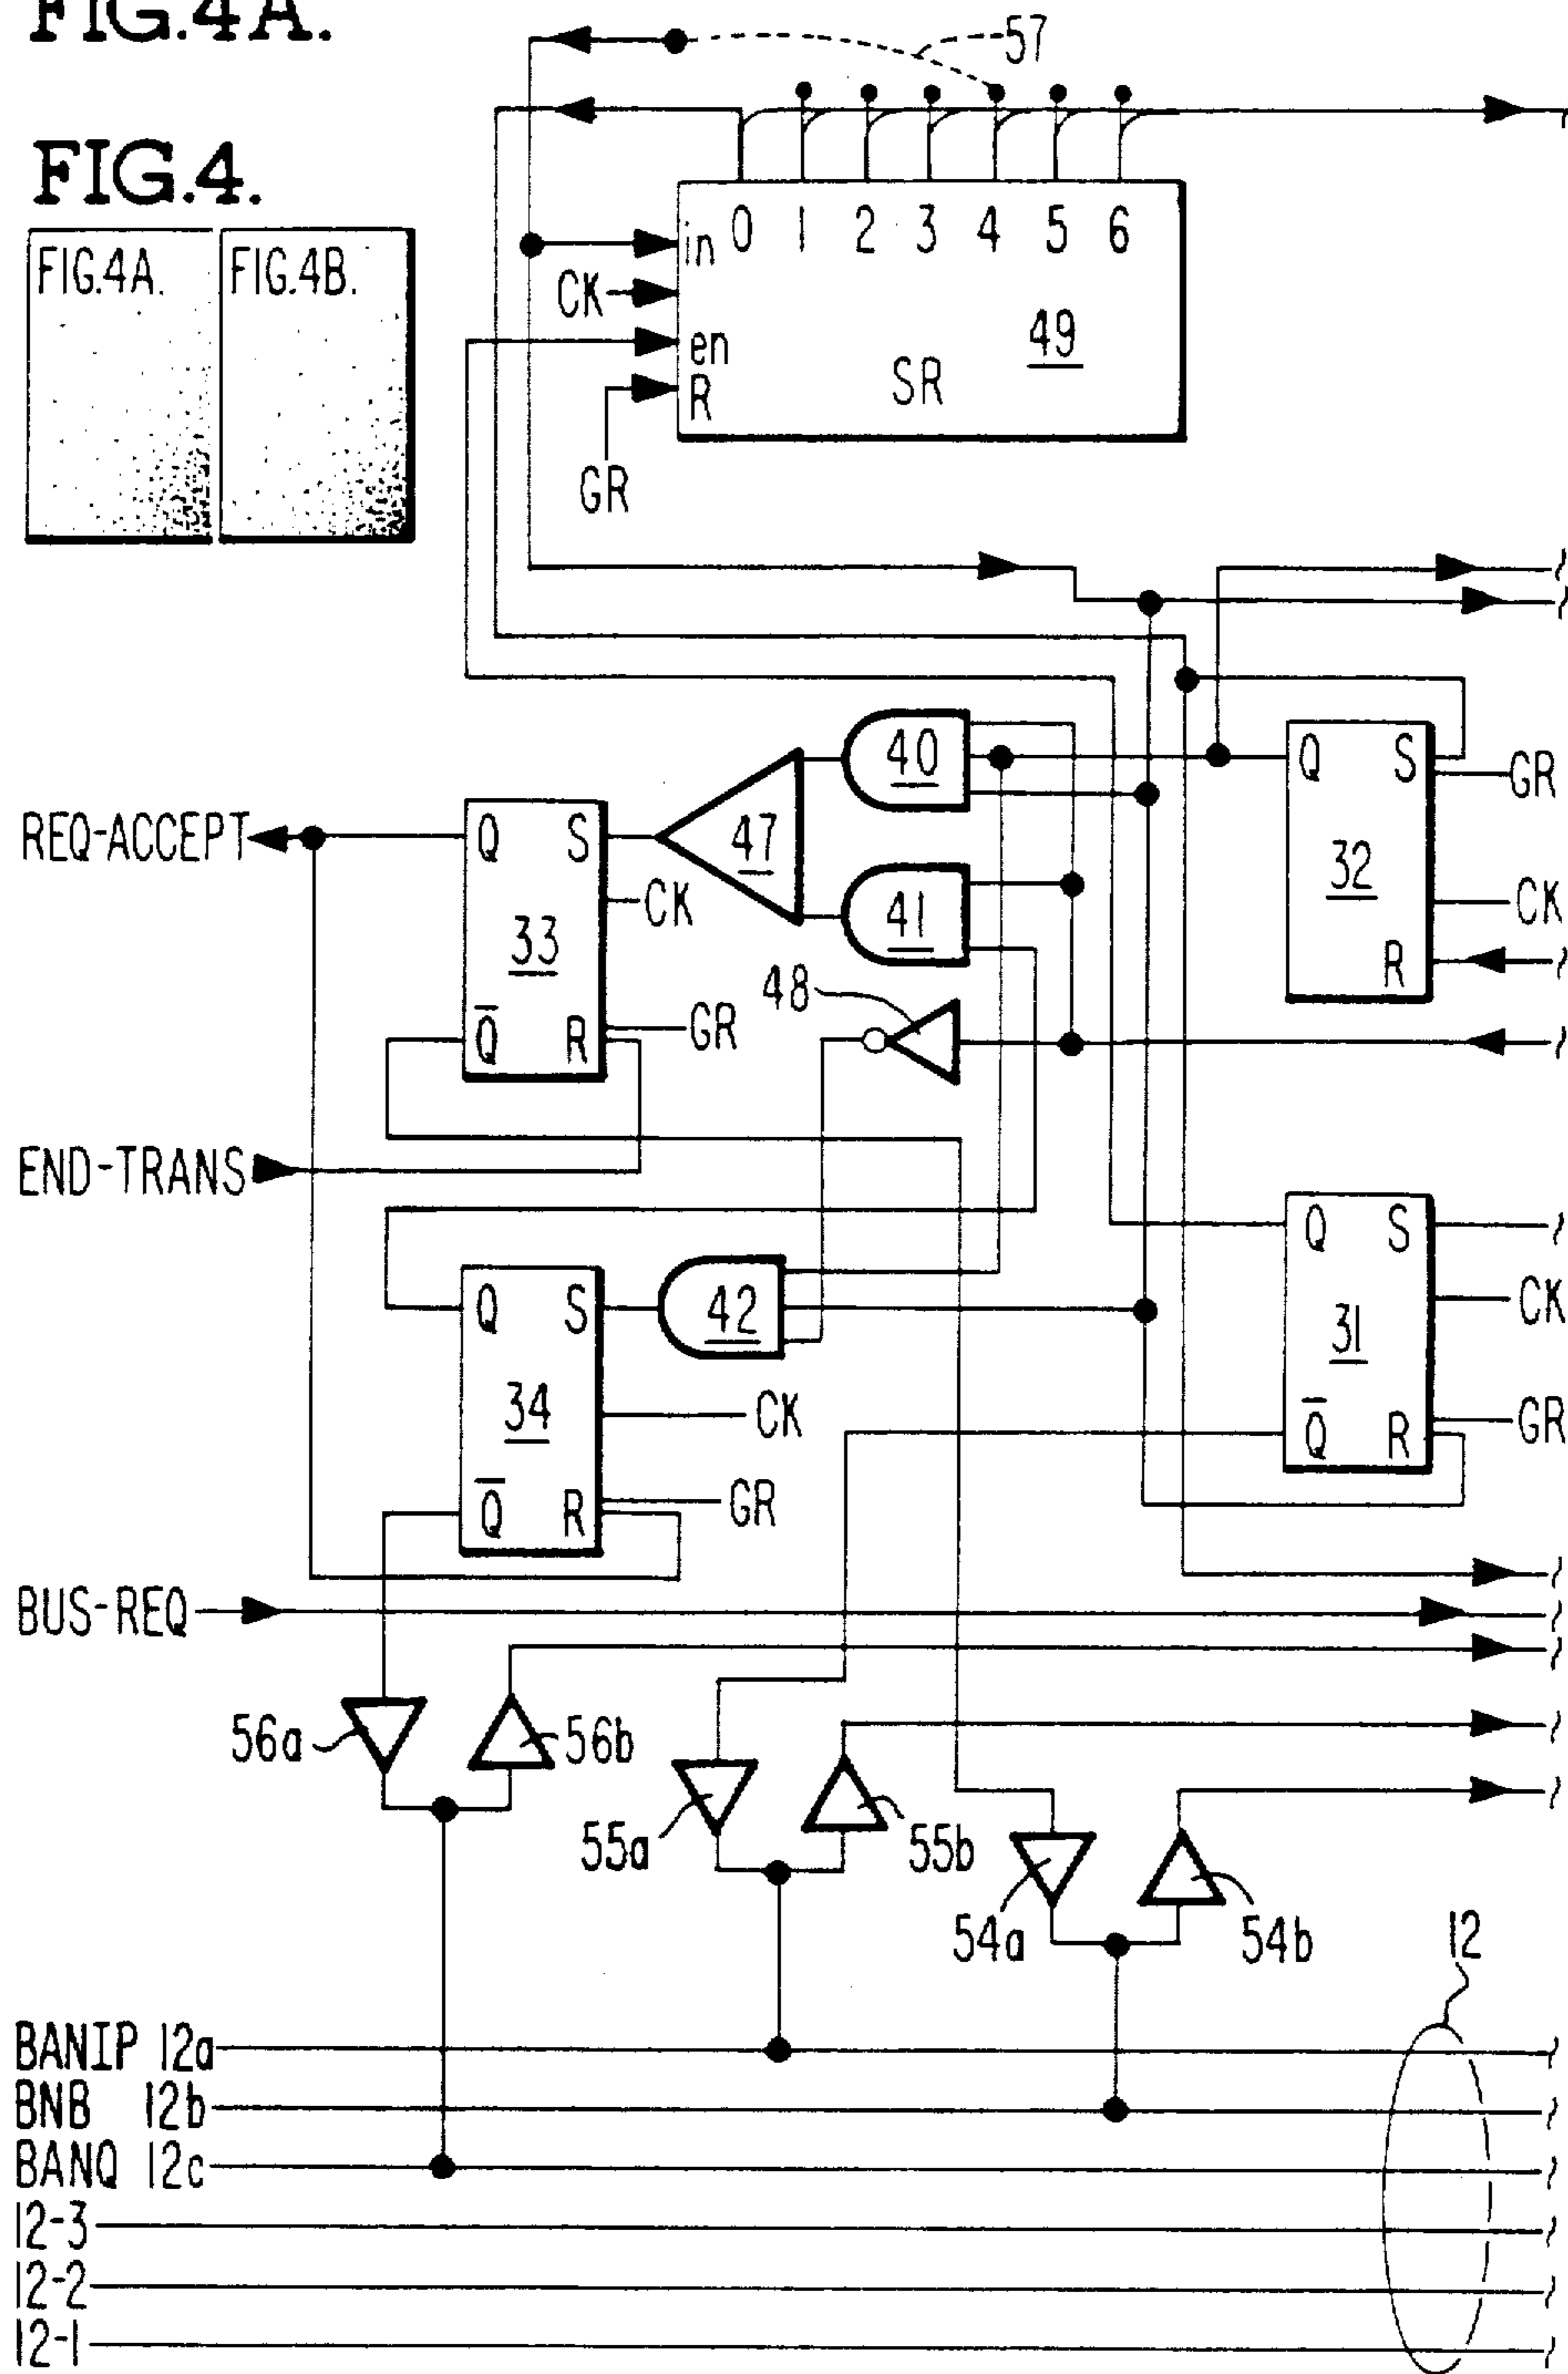 FIG.4A.
57
FIG.4.
FIG.4A. FIG.4B.
0 1 2 3 4 5 6
in
CK
en
R
49
SR
GR
40
Q S
GR
32
CK
R
REQ-ACCEPT
Q S
47
CK
33
41
48
Q̅ R
GR
END-TRANS
Q S
CK
31
Q̅ R
GR
Q S
42
34
CK
Q̅ R
GR
BUS-REQ
56a
56b
55a
55b
54a
54b
12
BANIP 12a
BNB 12b
BANQ 12c
12-3
12-2
12-1